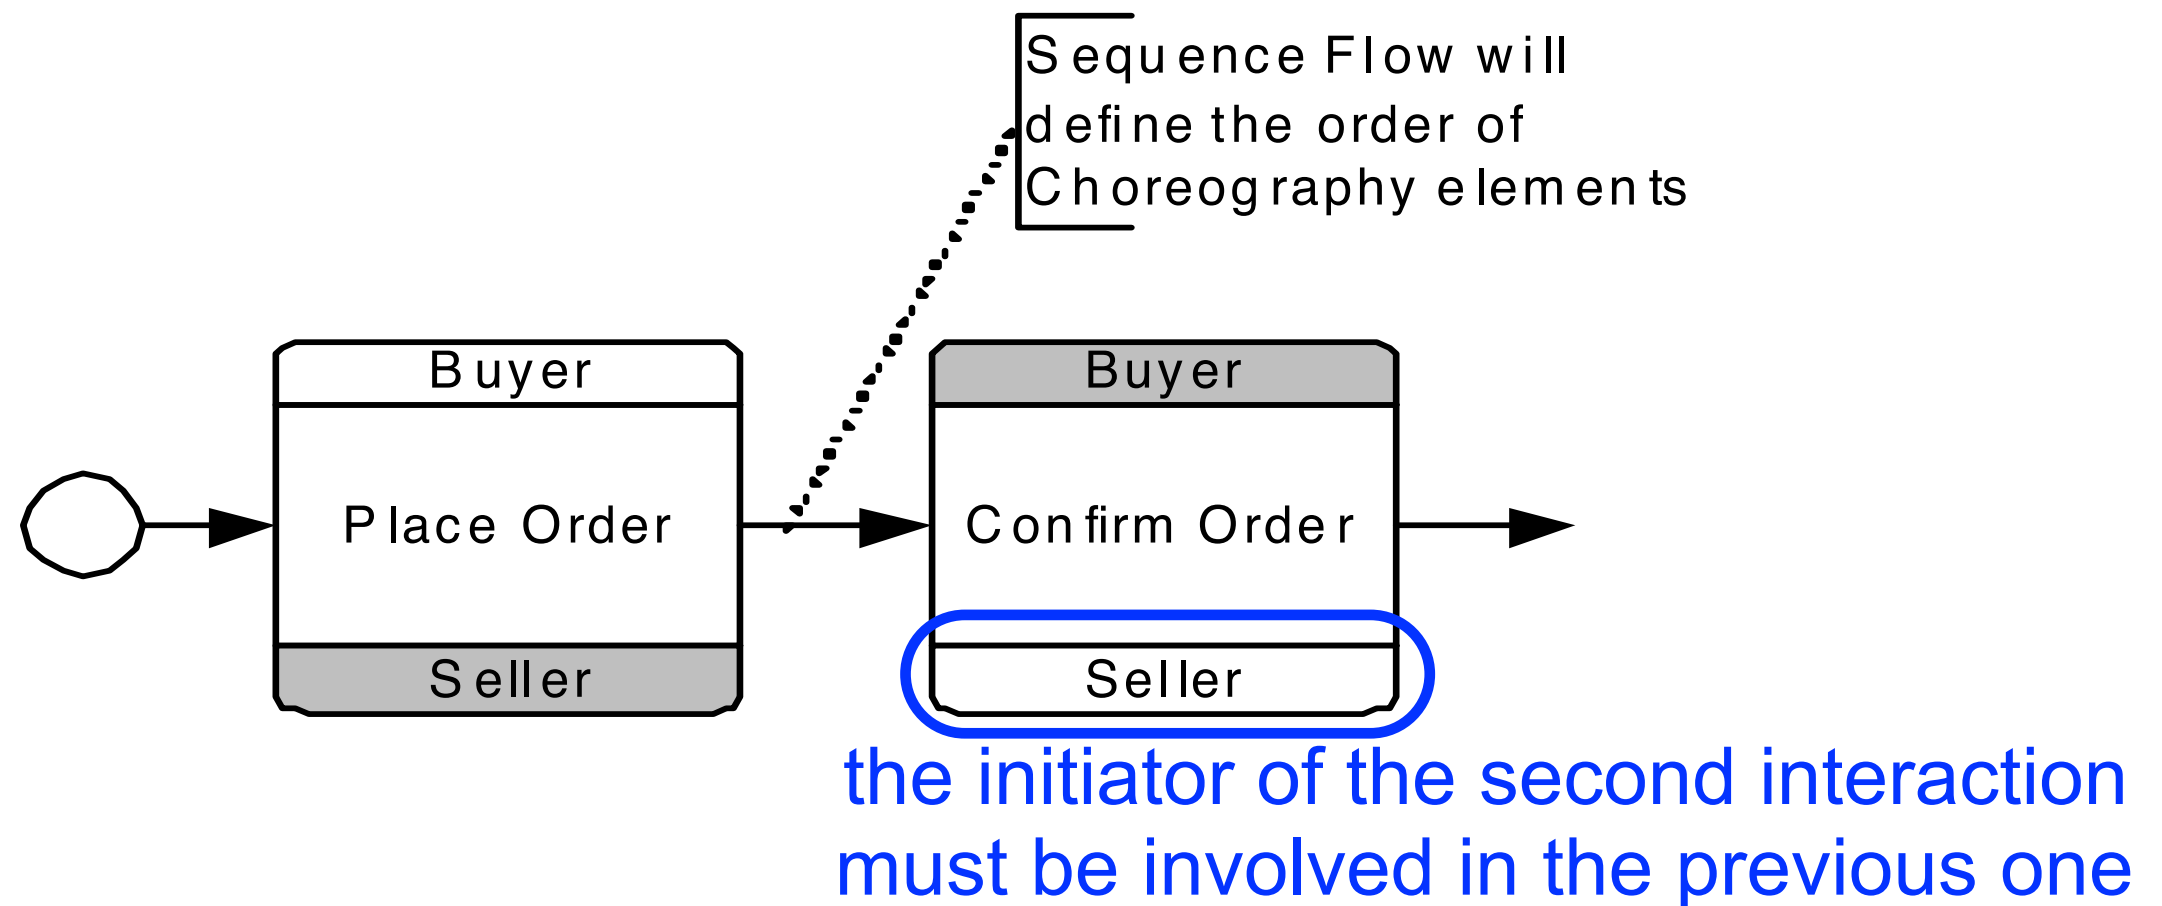 Sequence Flow will
define the order of
Choreography elements
Buyer
Place Order
Seller
Buyer
Confirm Order
Seller
the initiator of the second interaction
must be involved in the previous one